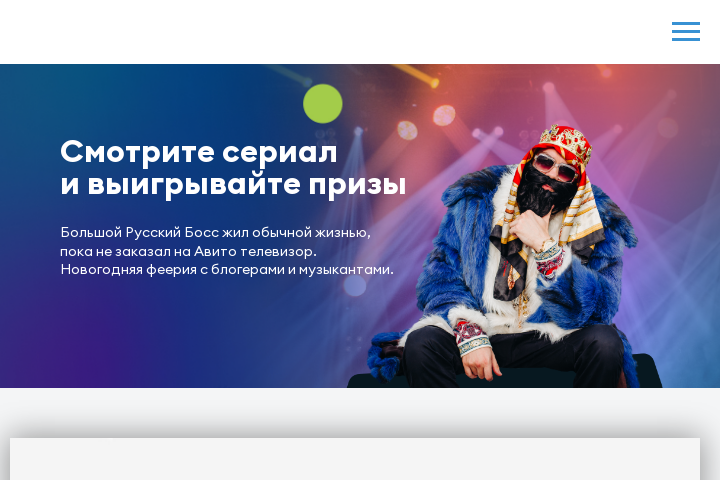 Смотрите сериал
и выигрывайте призы
Большой Русский Босс жил обычной жизнью,
пока не заказал на Авито телевизор.
Новогодняя феерия с блогерами и музыкантами.